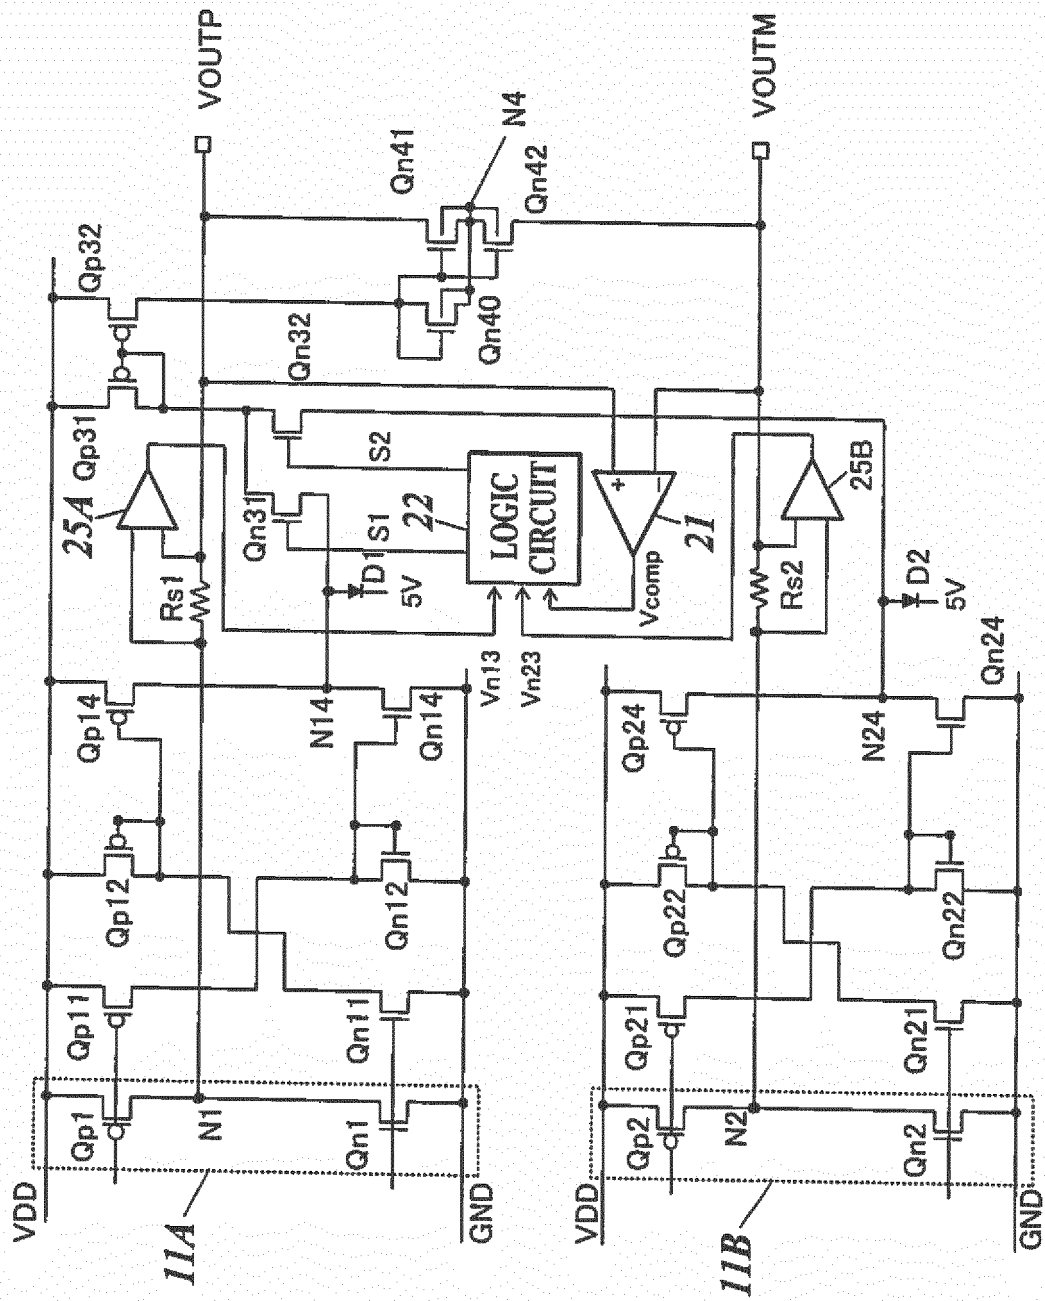 VDD
11A
GND
Qp1
N1
Qn1
Qp11
Qn11
Qp12
Qn12
Qp14
N14
Qn14
25A
Rs1
Qp31
Qp32
Qn31
Qn32
S1
S2
D1
5V
22
LOGIC
CIRCUIT
Vn13
Vn23
Vcomp
21
+
−
Qn40
Qn41
Qn42
N4
VOUTP
VOUTM
VDD
11B
GND
Qp2
N2
Qn2
Qp21
Qn21
Qp22
Qn22
Qp24
N24
Qn24
Rs2
25B
D2
5V